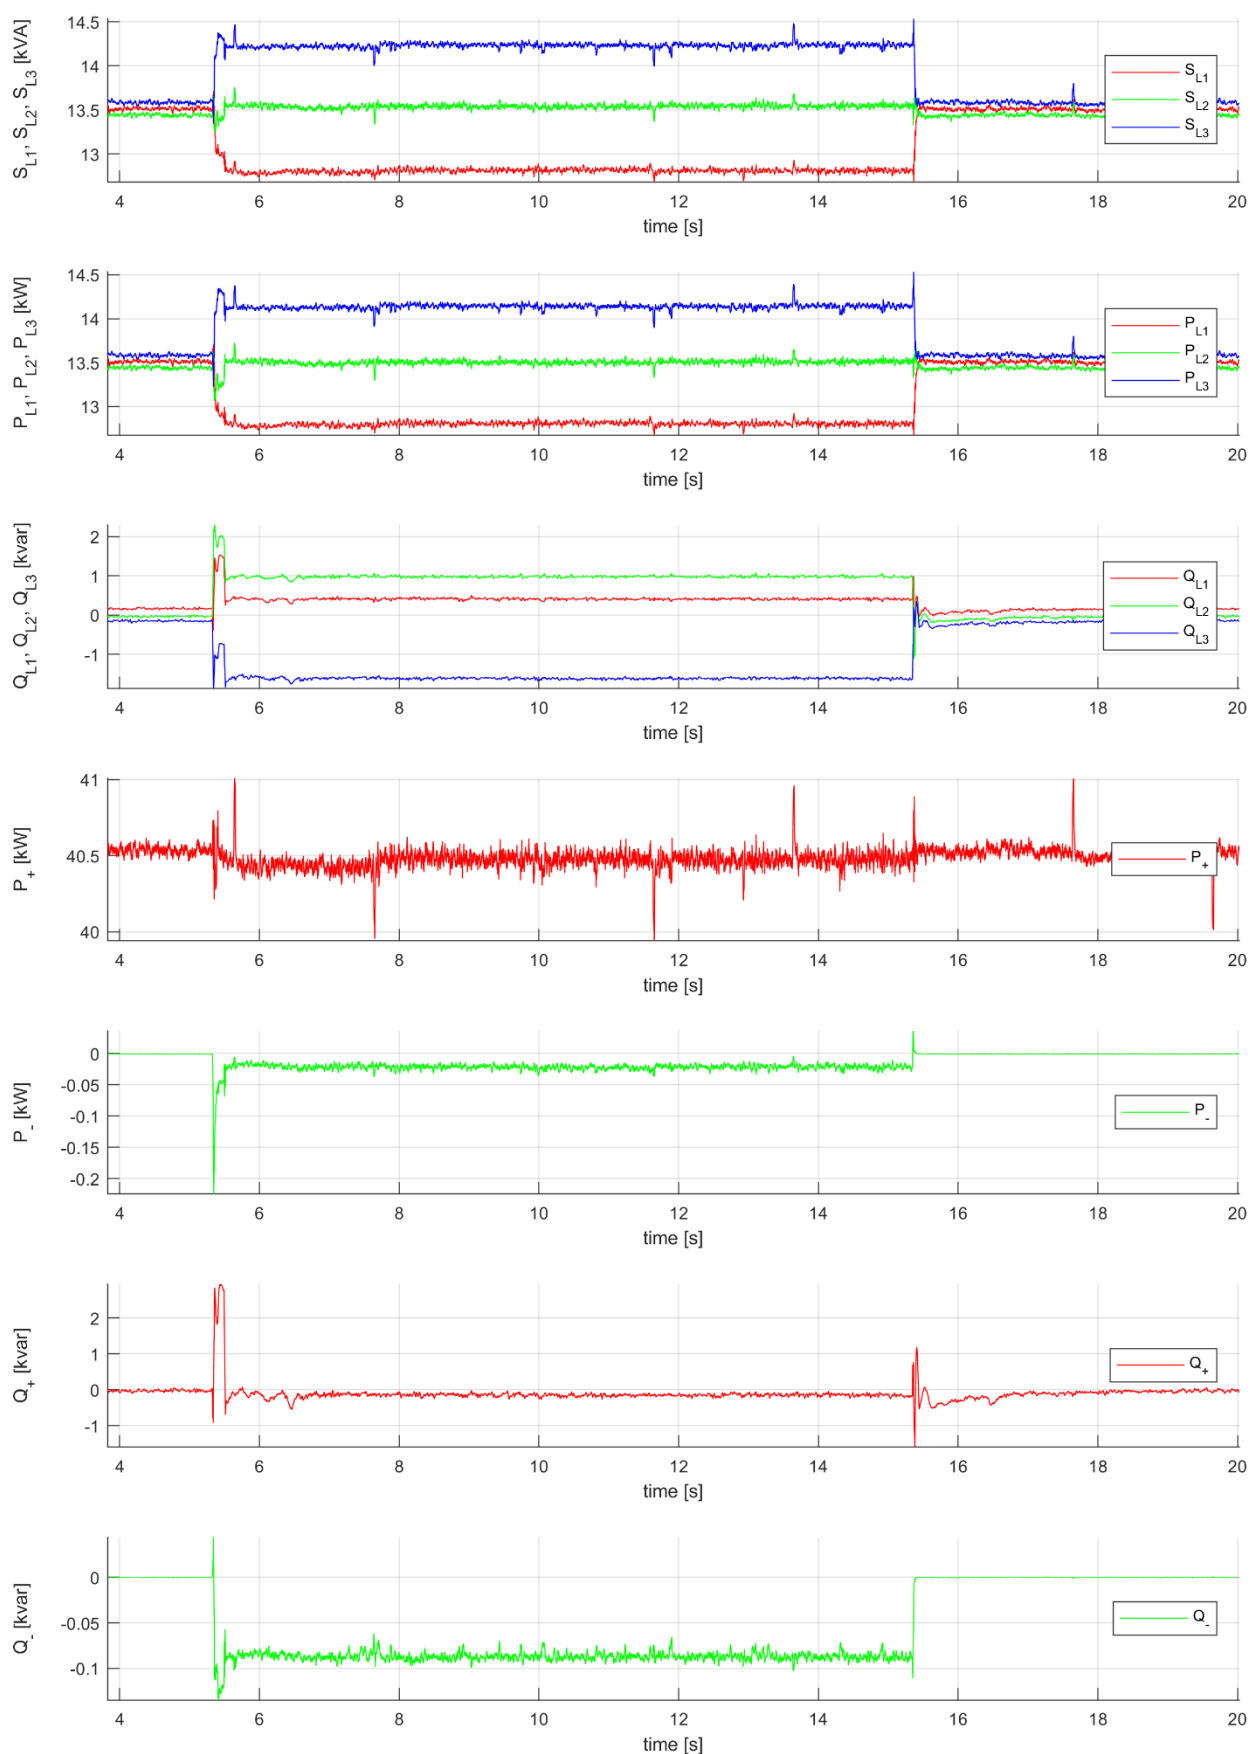 S_L1, S_L2, S_L3 [kVA]
14.5
14
13.5
13
S_L1
S_L2
S_L3
4 6 8 10 12 14 16 18 20
time [s]
P_L1, P_L2, P_L3 [kW]
14.5
14
13.5
13
P_L1
P_L2
P_L3
4 6 8 10 12 14 16 18 20
time [s]
Q_L1, Q_L2, Q_L3 [kvar]
2
1
0
-1
Q_L1
Q_L2
Q_L3
4 6 8 10 12 14 16 18 20
time [s]
P_+ [kW]
41
40.5
40
P_+
4 6 8 10 12 14 16 18 20
time [s]
P_- [kW]
0
-0.05
-0.1
-0.15
-0.2
P_-
4 6 8 10 12 14 16 18 20
time [s]
Q_+ [kvar]
2
1
0
-1
Q_+
4 6 8 10 12 14 16 18 20
time [s]
Q_- [kvar]
0
-0.05
-0.1
Q_-
4 6 8 10 12 14 16 18 20
time [s]